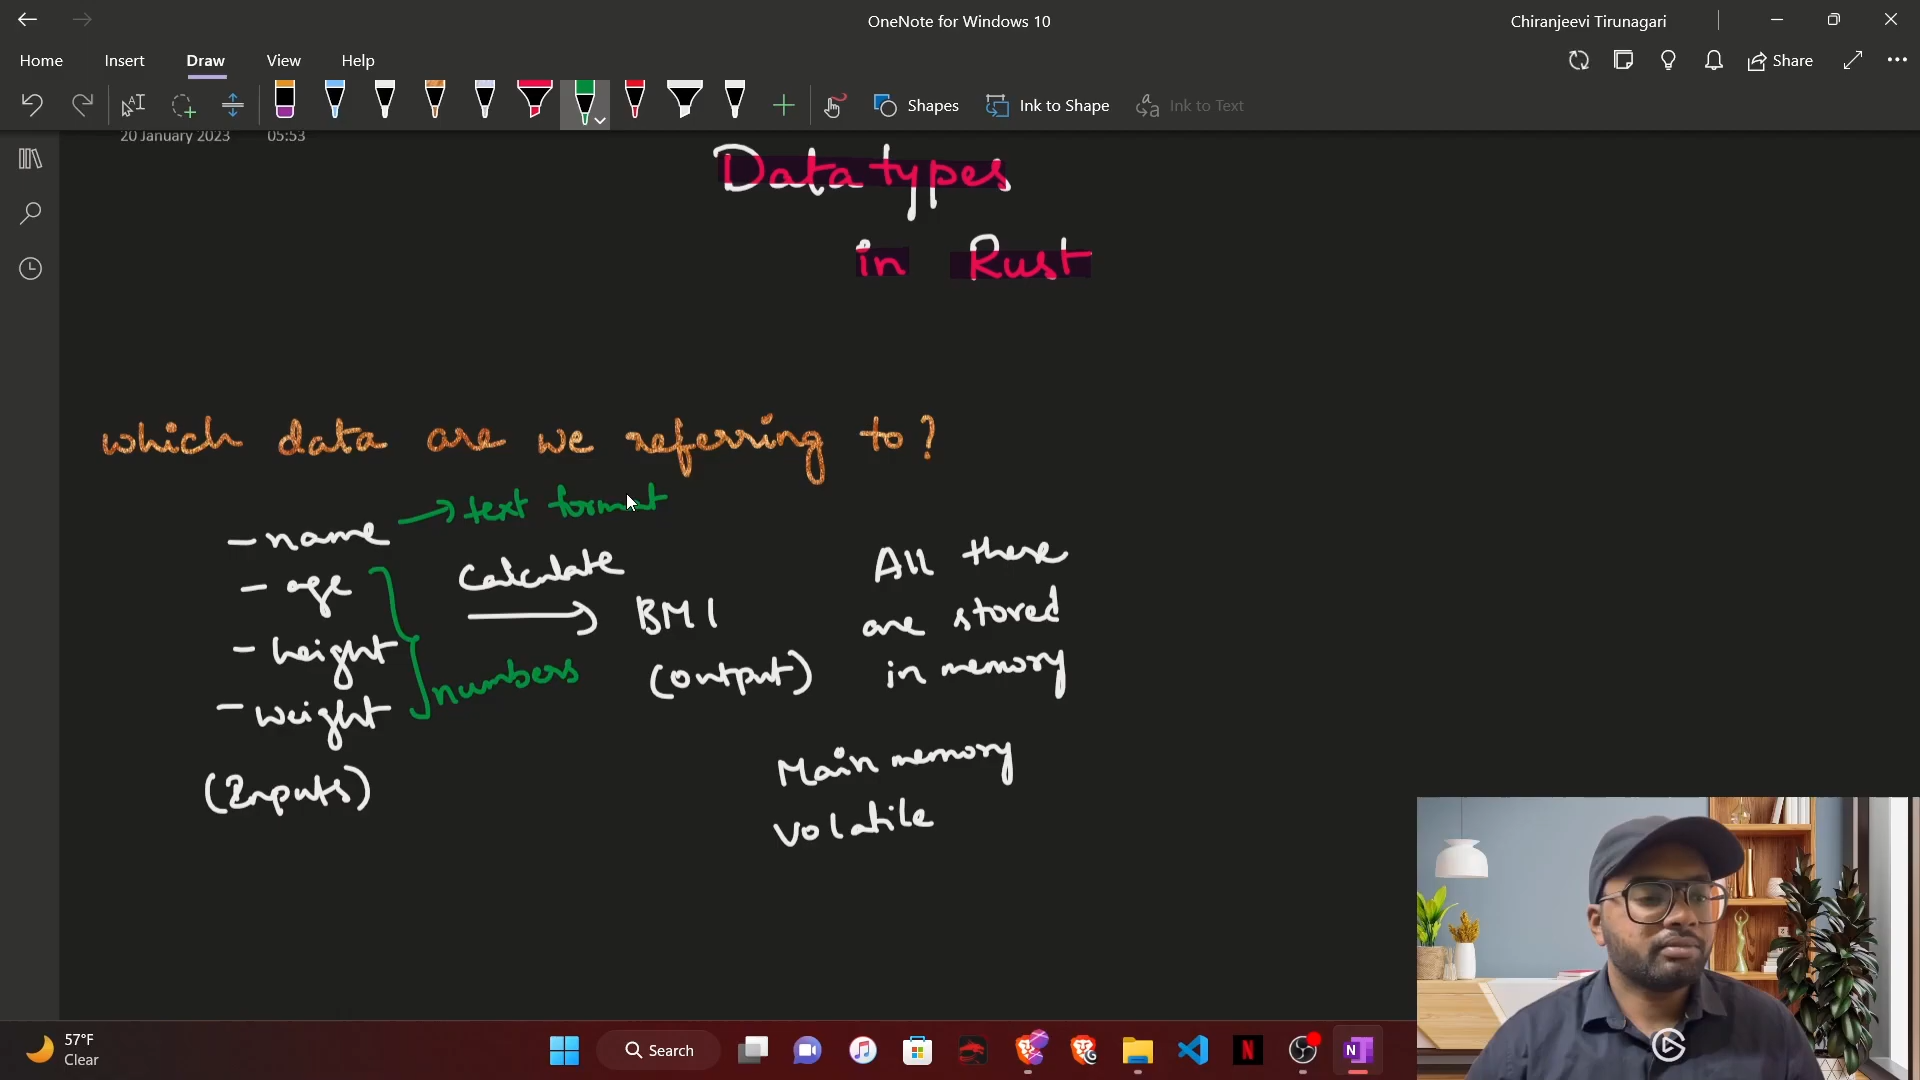 OneNote for Windows 10
Chiranjeevi Tirunagari
Home
Insert
Draw
View
Help
Share
Shapes
Ink to Shape
Ink to Text
20 January 2023
05:53
Data types
in Rust
which data are we referring to?
- name → text format
- age
- height
- weight
(Inputs)
numbers
Calculate
BMI
(output)
All these
are stored
in memory
Main memory
volatile
57°F
Clear
Search